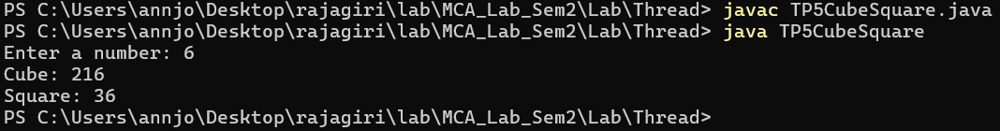 PS C:\Users\annjo\Desktop\rajagiri\lab\MCA_Lab_Sem2\Lab\Thread> javac TP5CubeSquare.java
PS C:\Users\annjo\Desktop\rajagiri\lab\MCA_Lab_Sem2\Lab\Thread> java TP5CubeSquare
Enter a number: 6
Cube: 216
Square: 36
PS C:\Users\annjo\Desktop\rajagiri\lab\MCA_Lab_Sem2\Lab\Thread>